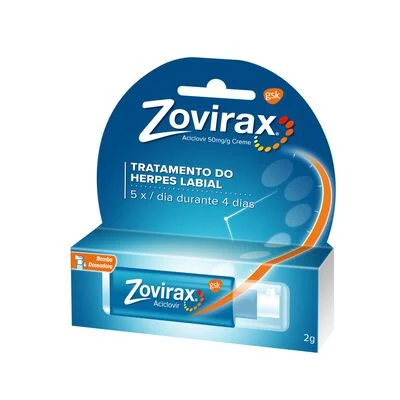 gsk
Zovirax®
Aciclovir 50mg/g Creme
TRATAMENTO DO
HERPES LABIAL
5 x / dia durante 4 dias
Bomba
Doseadora
Zovirax®
gsk
Aciclovir
2g